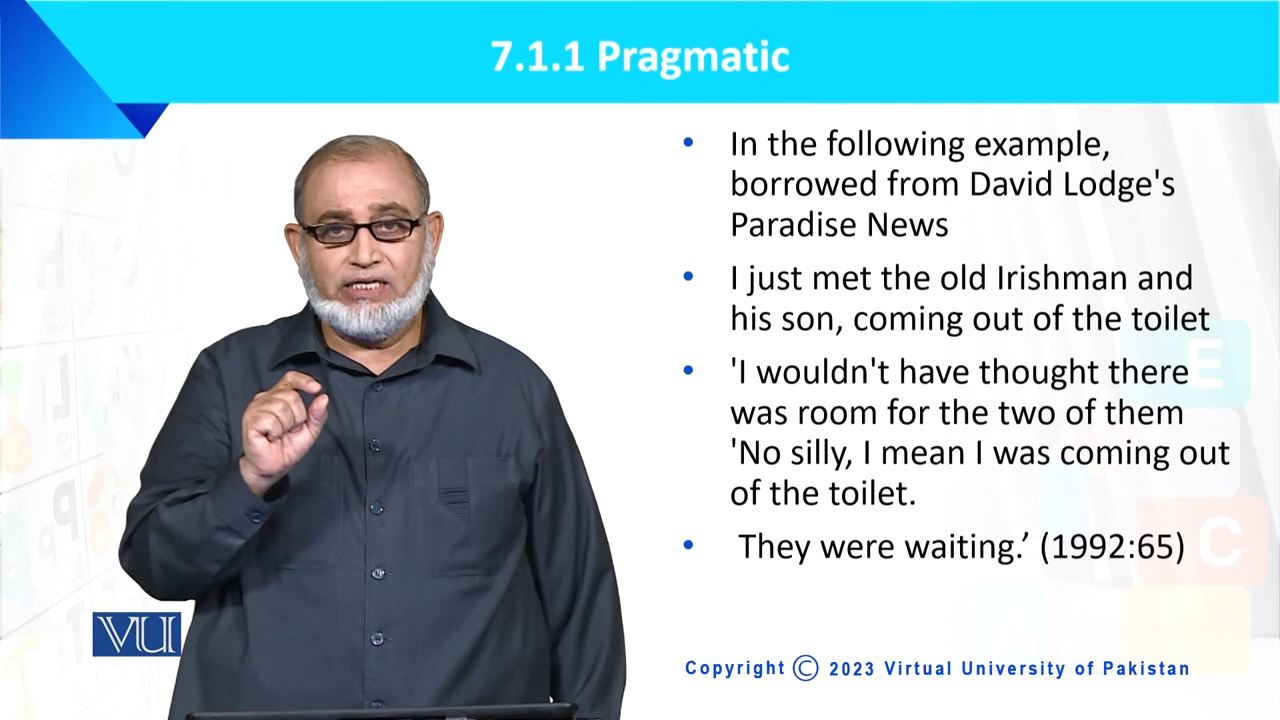 7.1.1 Pragmatic
• In the following example,
borrowed from David Lodge's
Paradise News
• I just met the old Irishman and
his son, coming out of the toilet
• 'I wouldn't have thought there
was room for the two of them
'No silly, I mean I was coming out
of the toilet.
• They were waiting.’ (1992:65)
VU
Copyright © 2023 Virtual University of Pakistan
E
C
P